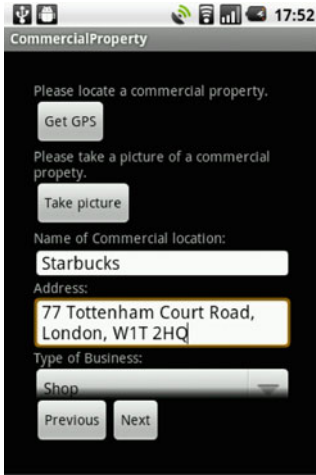 17:52
CommercialProperty
Please locate a commercial property.
Get GPS
Please take a picture of a commercial
propety.
Take picture
Name of Commercial location:
Starbucks
Address:
77 Tottenham Court Road,
London, W1T 2HQ
Type of Business:
Shop
Previous Next